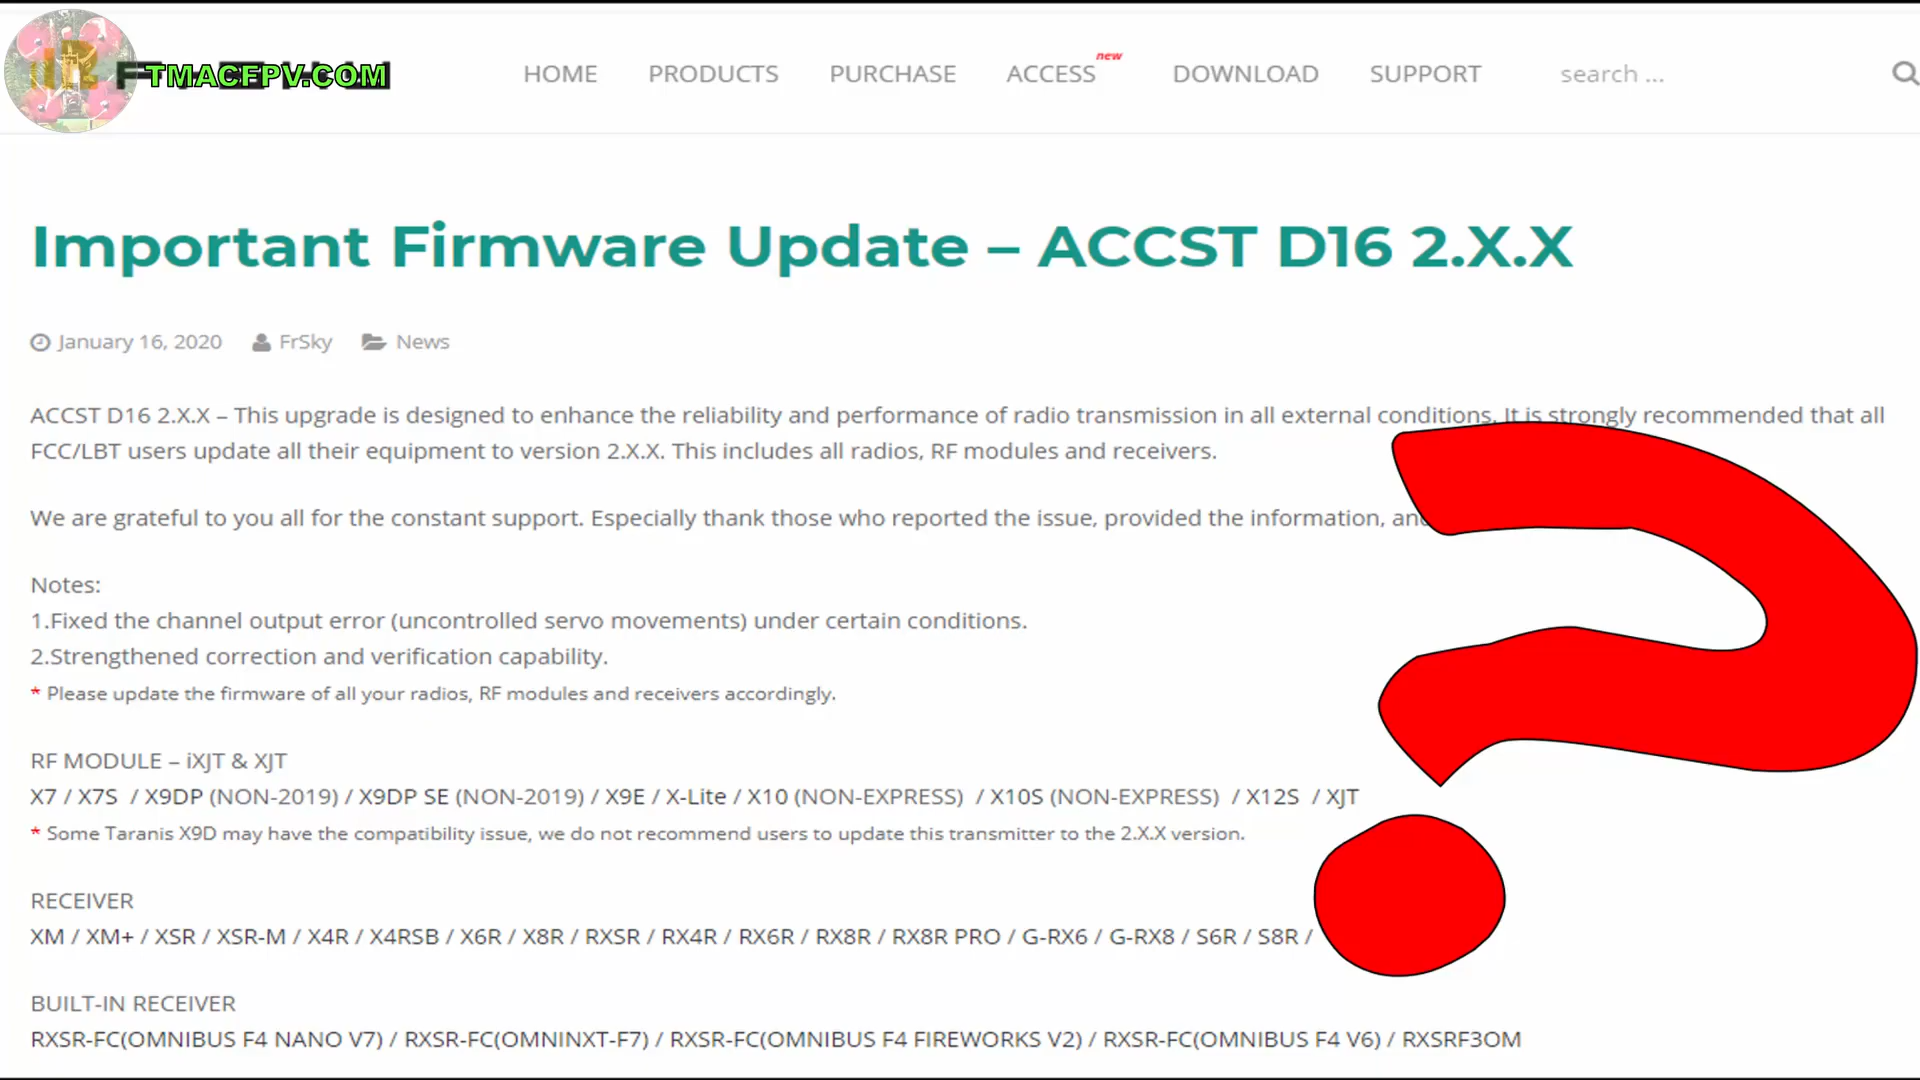 TMACFPV.COM
HOME PRODUCTS PURCHASE ACCESS new DOWNLOAD SUPPORT search ...
Important Firmware Update – ACCST D16 2.X.X
January 16, 2020 FrSky News
ACCST D16 2.X.X – This upgrade is designed to enhance the reliability and performance of radio transmission in all external conditions. It is strongly recommended that all
FCC/LBT users update all their equipment to version 2.X.X. This includes all radios, RF modules and receivers.
We are grateful to you all for the constant support. Especially thank those who reported the issue, provided the information,
Notes:
1.Fixed the channel output error (uncontrolled servo movements) under certain conditions.
2.Strengthened correction and verification capability.
* Please update the firmware of all your radios, RF modules and receivers accordingly.
RF MODULE – iXJT & XJT
X7 / X7S / X9DP (NON-2019) / X9DP SE (NON-2019) / X9E / X-Lite / X10 (NON-EXPRESS) / X10S (NON-EXPRESS) / X12S / XJT
* Some Taranis X9D may have the compatibility issue, we do not recommend users to update this transmitter to the 2.X.X version.
RECEIVER
XM / XM+ / XSR / XSR-M / X4R / X4RSB / X6R / X8R / RXSR / RX4R / RX6R / RX8R / RX8R PRO / G-RX6 / G-RX8 / S6R / S8R /
BUILT-IN RECEIVER
RXSR-FC(OMNIBUS F4 NANO V7) / RXSR-FC(OMNINXT-F7) / RXSR-FC(OMNIBUS F4 FIREWORKS V2) / RXSR-FC(OMNIBUS F4 V6) / RXSRF3OM
?